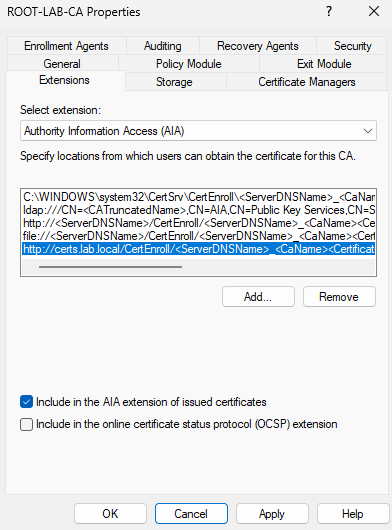 ROOT-LAB-CA Properties
?
Enrollment Agents Auditing Recovery Agents Security
General Policy Module Exit Module
Extensions Storage Certificate Managers
Select extension:
Authority Information Access (AIA)
Specify locations from which users can obtain the certificate for this CA.
C:\WINDOWS\system32\CertSrv\CertEnroll\<ServerDNSName>_<CaNam
ldap:///CN=<CATruncatedName>,CN=AIA,CN=Public Key Services,CN=S
http://<ServerDNSName>/CertEnroll/<ServerDNSName>_<CaName><Ce
file://<ServerDNSName>/CertEnroll/<ServerDNSName>_<CaName><Cert
http://certs.lab.local/CertEnroll/<ServerDNSName>_<CaName><Certificat
Add... Remove
Include in the AIA extension of issued certificates
Include in the online certificate status protocol (OCSP) extension
OK Cancel Apply Help